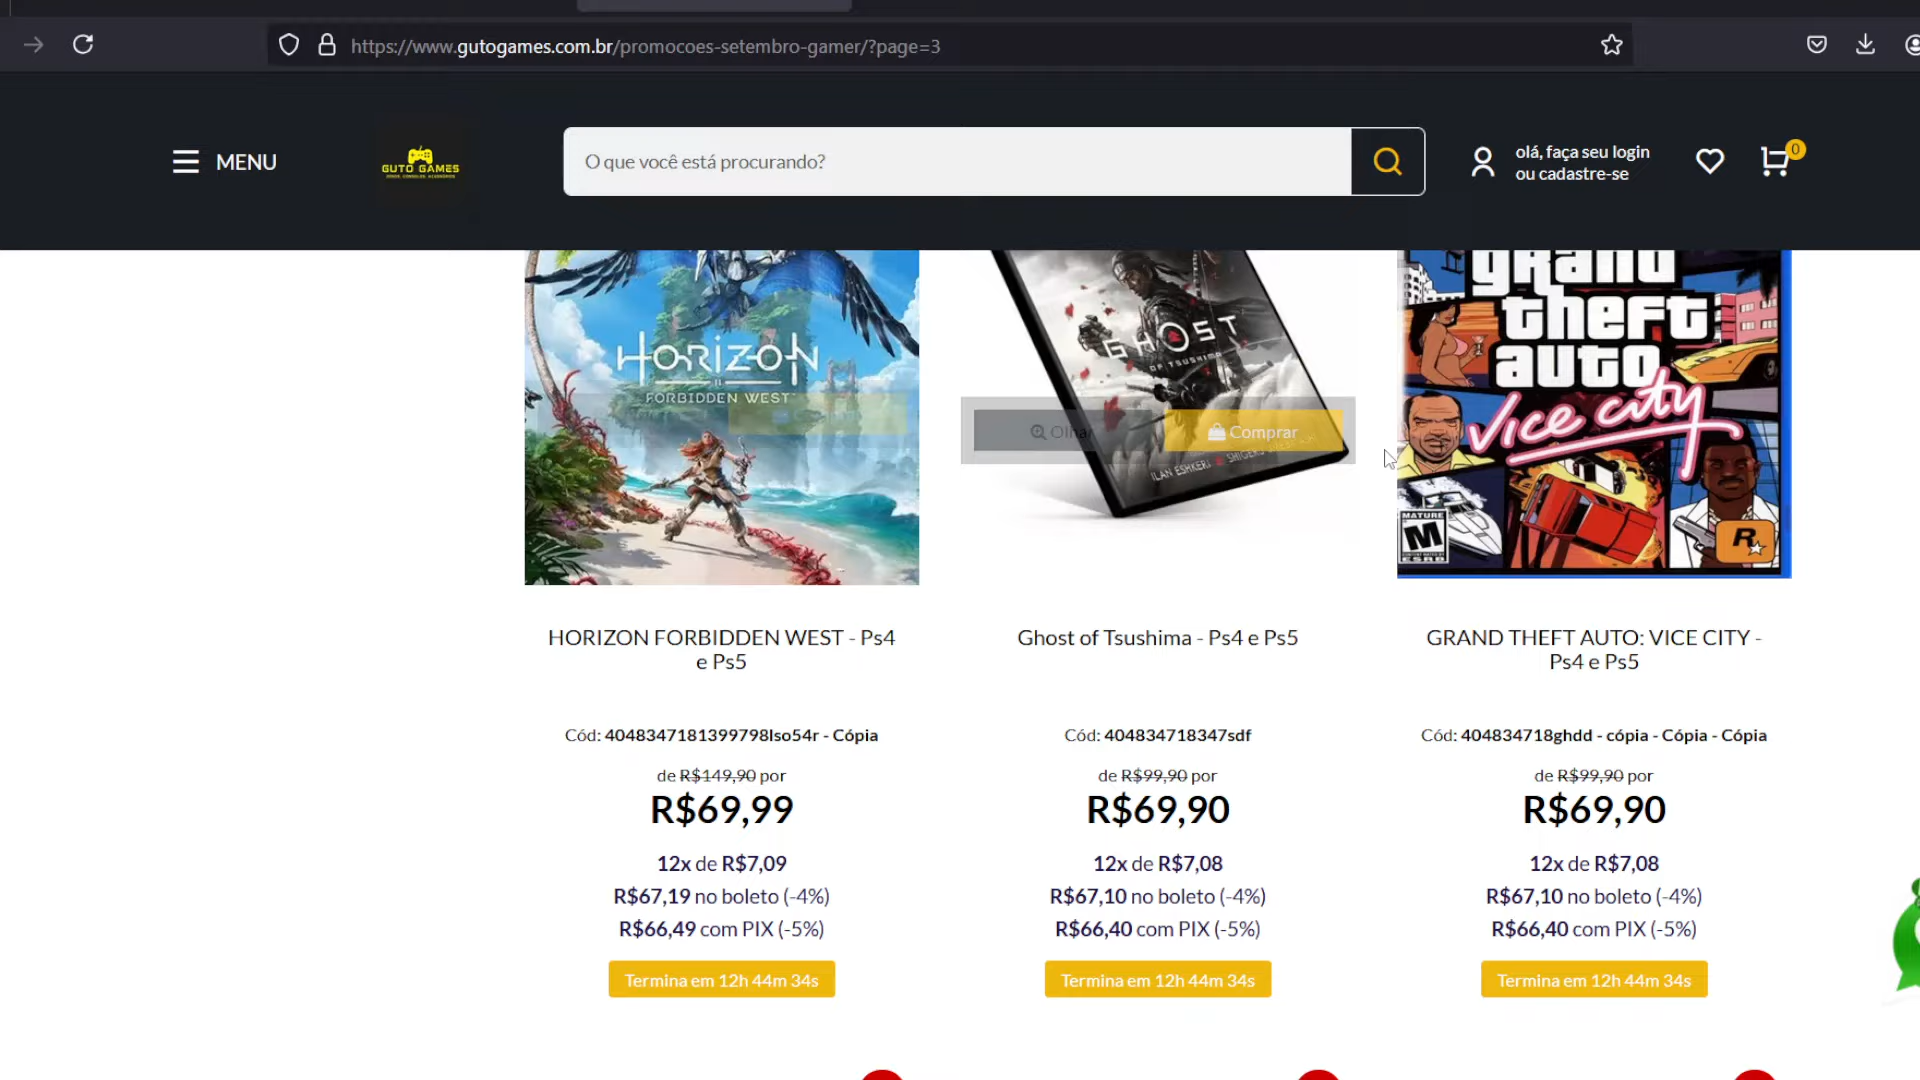 https://www.gutogames.com.br/promocoes-setembro-gamer/?page=3
MENU
GUTO GAMES
O que você está procurando?
olá, faça seu login
ou cadastre-se
0
HORIZON
FORBIDDEN WEST
GHOST
OF TSUSHIMA
Olhar
Comprar
ILAN ESHKERI
grand
theft
auto
vice city
MATURE
M
ESRB
R
HORIZON FORBIDDEN WEST - Ps4
e Ps5
Ghost of Tsushima - Ps4 e Ps5
GRAND THEFT AUTO: VICE CITY -
Ps4 e Ps5
Cód: 4048347181399798lso54r - Cópia
Cód: 404834718347sdf
Cód: 404834718ghdd - cópia - Cópia - Cópia
de R$149,90 por
de R$99,90 por
de R$99,90 por
R$69,99
R$69,90
R$69,90
12x de R$7,09
12x de R$7,08
12x de R$7,08
R$67,19 no boleto (-4%)
R$67,10 no boleto (-4%)
R$67,10 no boleto (-4%)
R$66,49 com PIX (-5%)
R$66,40 com PIX (-5%)
R$66,40 com PIX (-5%)
Termina em 12h 44m 34s
Termina em 12h 44m 34s
Termina em 12h 44m 34s